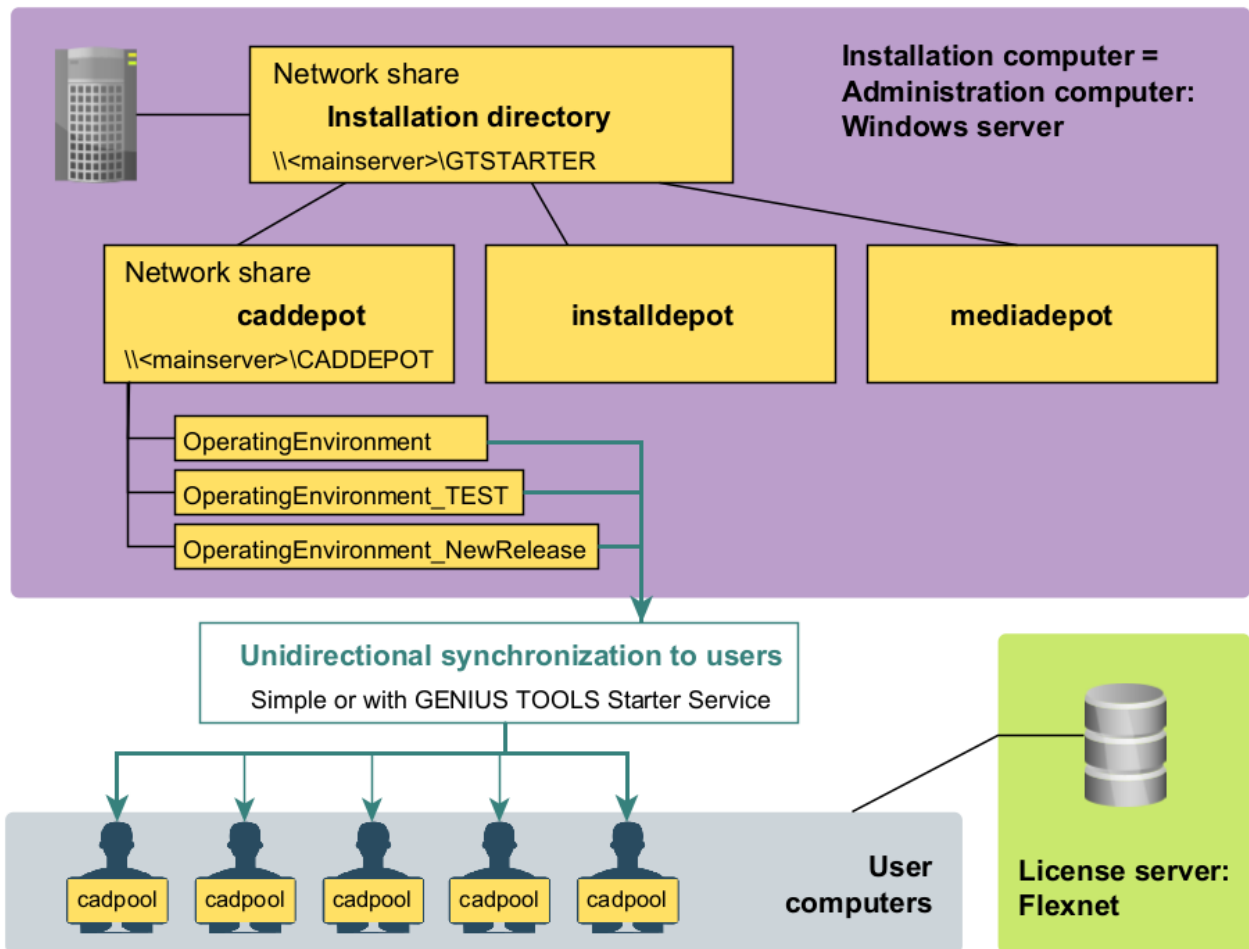 Network share
Installation directory
\\<mainserver>\GTSTARTER
Installation computer =
Administration computer:
Windows server
Network share
caddepot
\\<mainserver>\CADDEPOT
installdepot
mediadepot
OperatingEnvironment
OperatingEnvironment_TEST
OperatingEnvironment_NewRelease
Unidirectional synchronization to users
Simple or with GENIUS TOOLS Starter Service
cadpool
cadpool
cadpool
cadpool
cadpool
User
computers
License server:
Flexnet